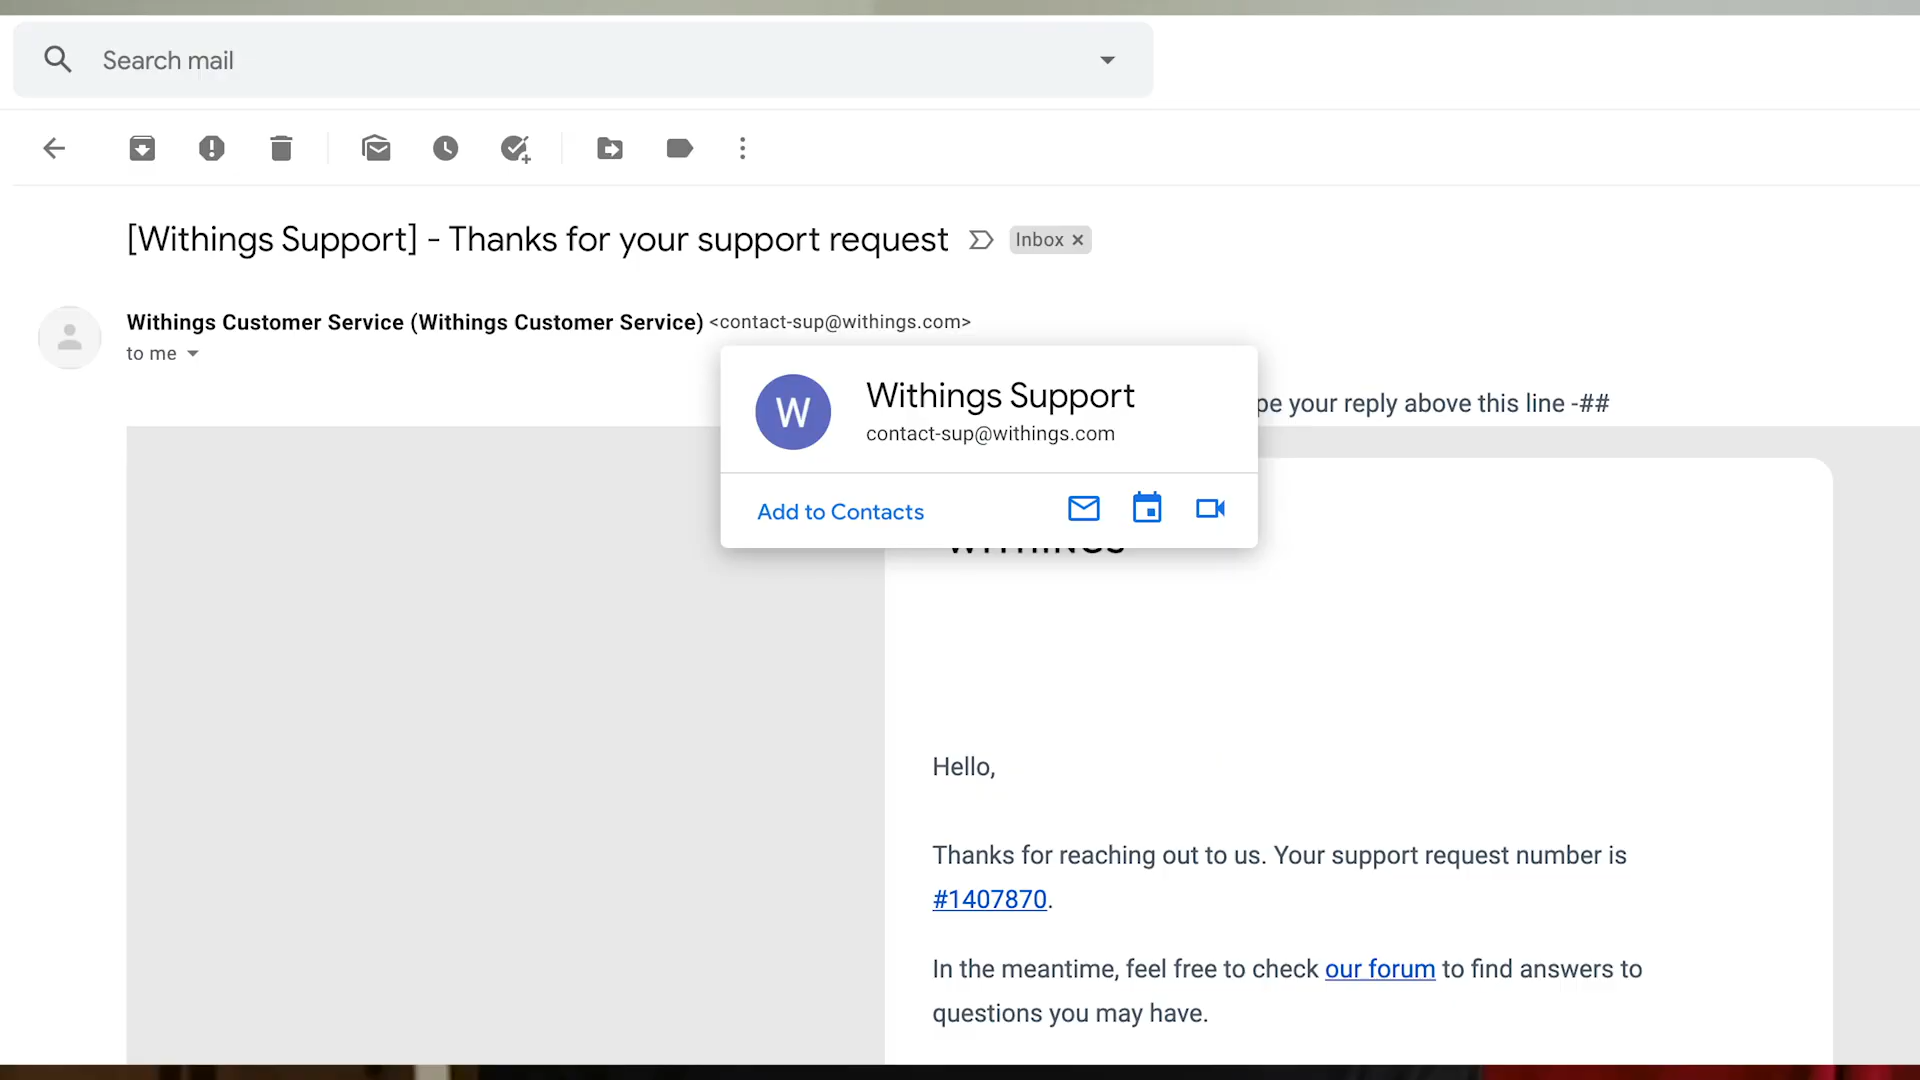 Search mail
[Withings Support] - Thanks for your support request
Inbox ×
Withings Customer Service (Withings Customer Service) <contact-sup@withings.com>
to me
pe your reply above this line -##
W
Withings Support
contact-sup@withings.com
Add to Contacts
WITHINGS
Hello,
Thanks for reaching out to us. Your support request number is
#1407870.
In the meantime, feel free to check our forum to find answers to
questions you may have.